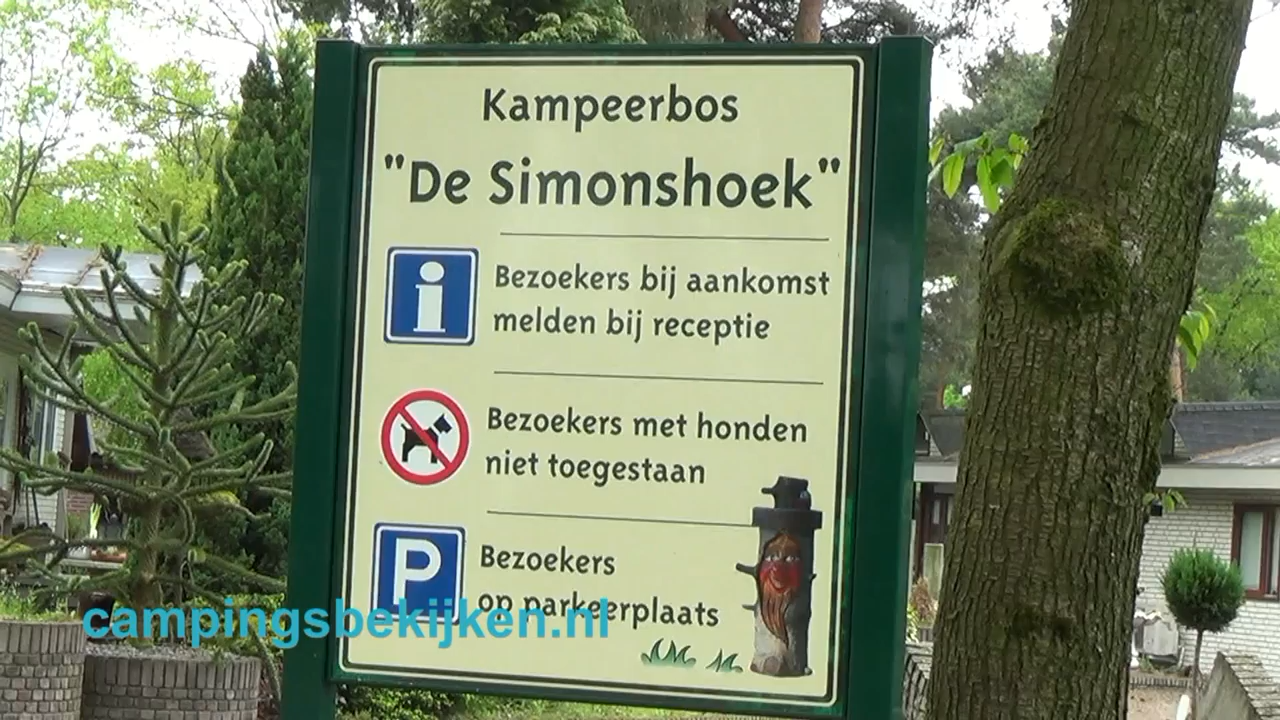 Kampeerbos
"De Simonshoek"
i
Bezoekers bij aankomst
melden bij receptie
Bezoekers met honden
niet toegestaan
P
Bezoekers
op parkeerplaats
campingsbekijken.nl